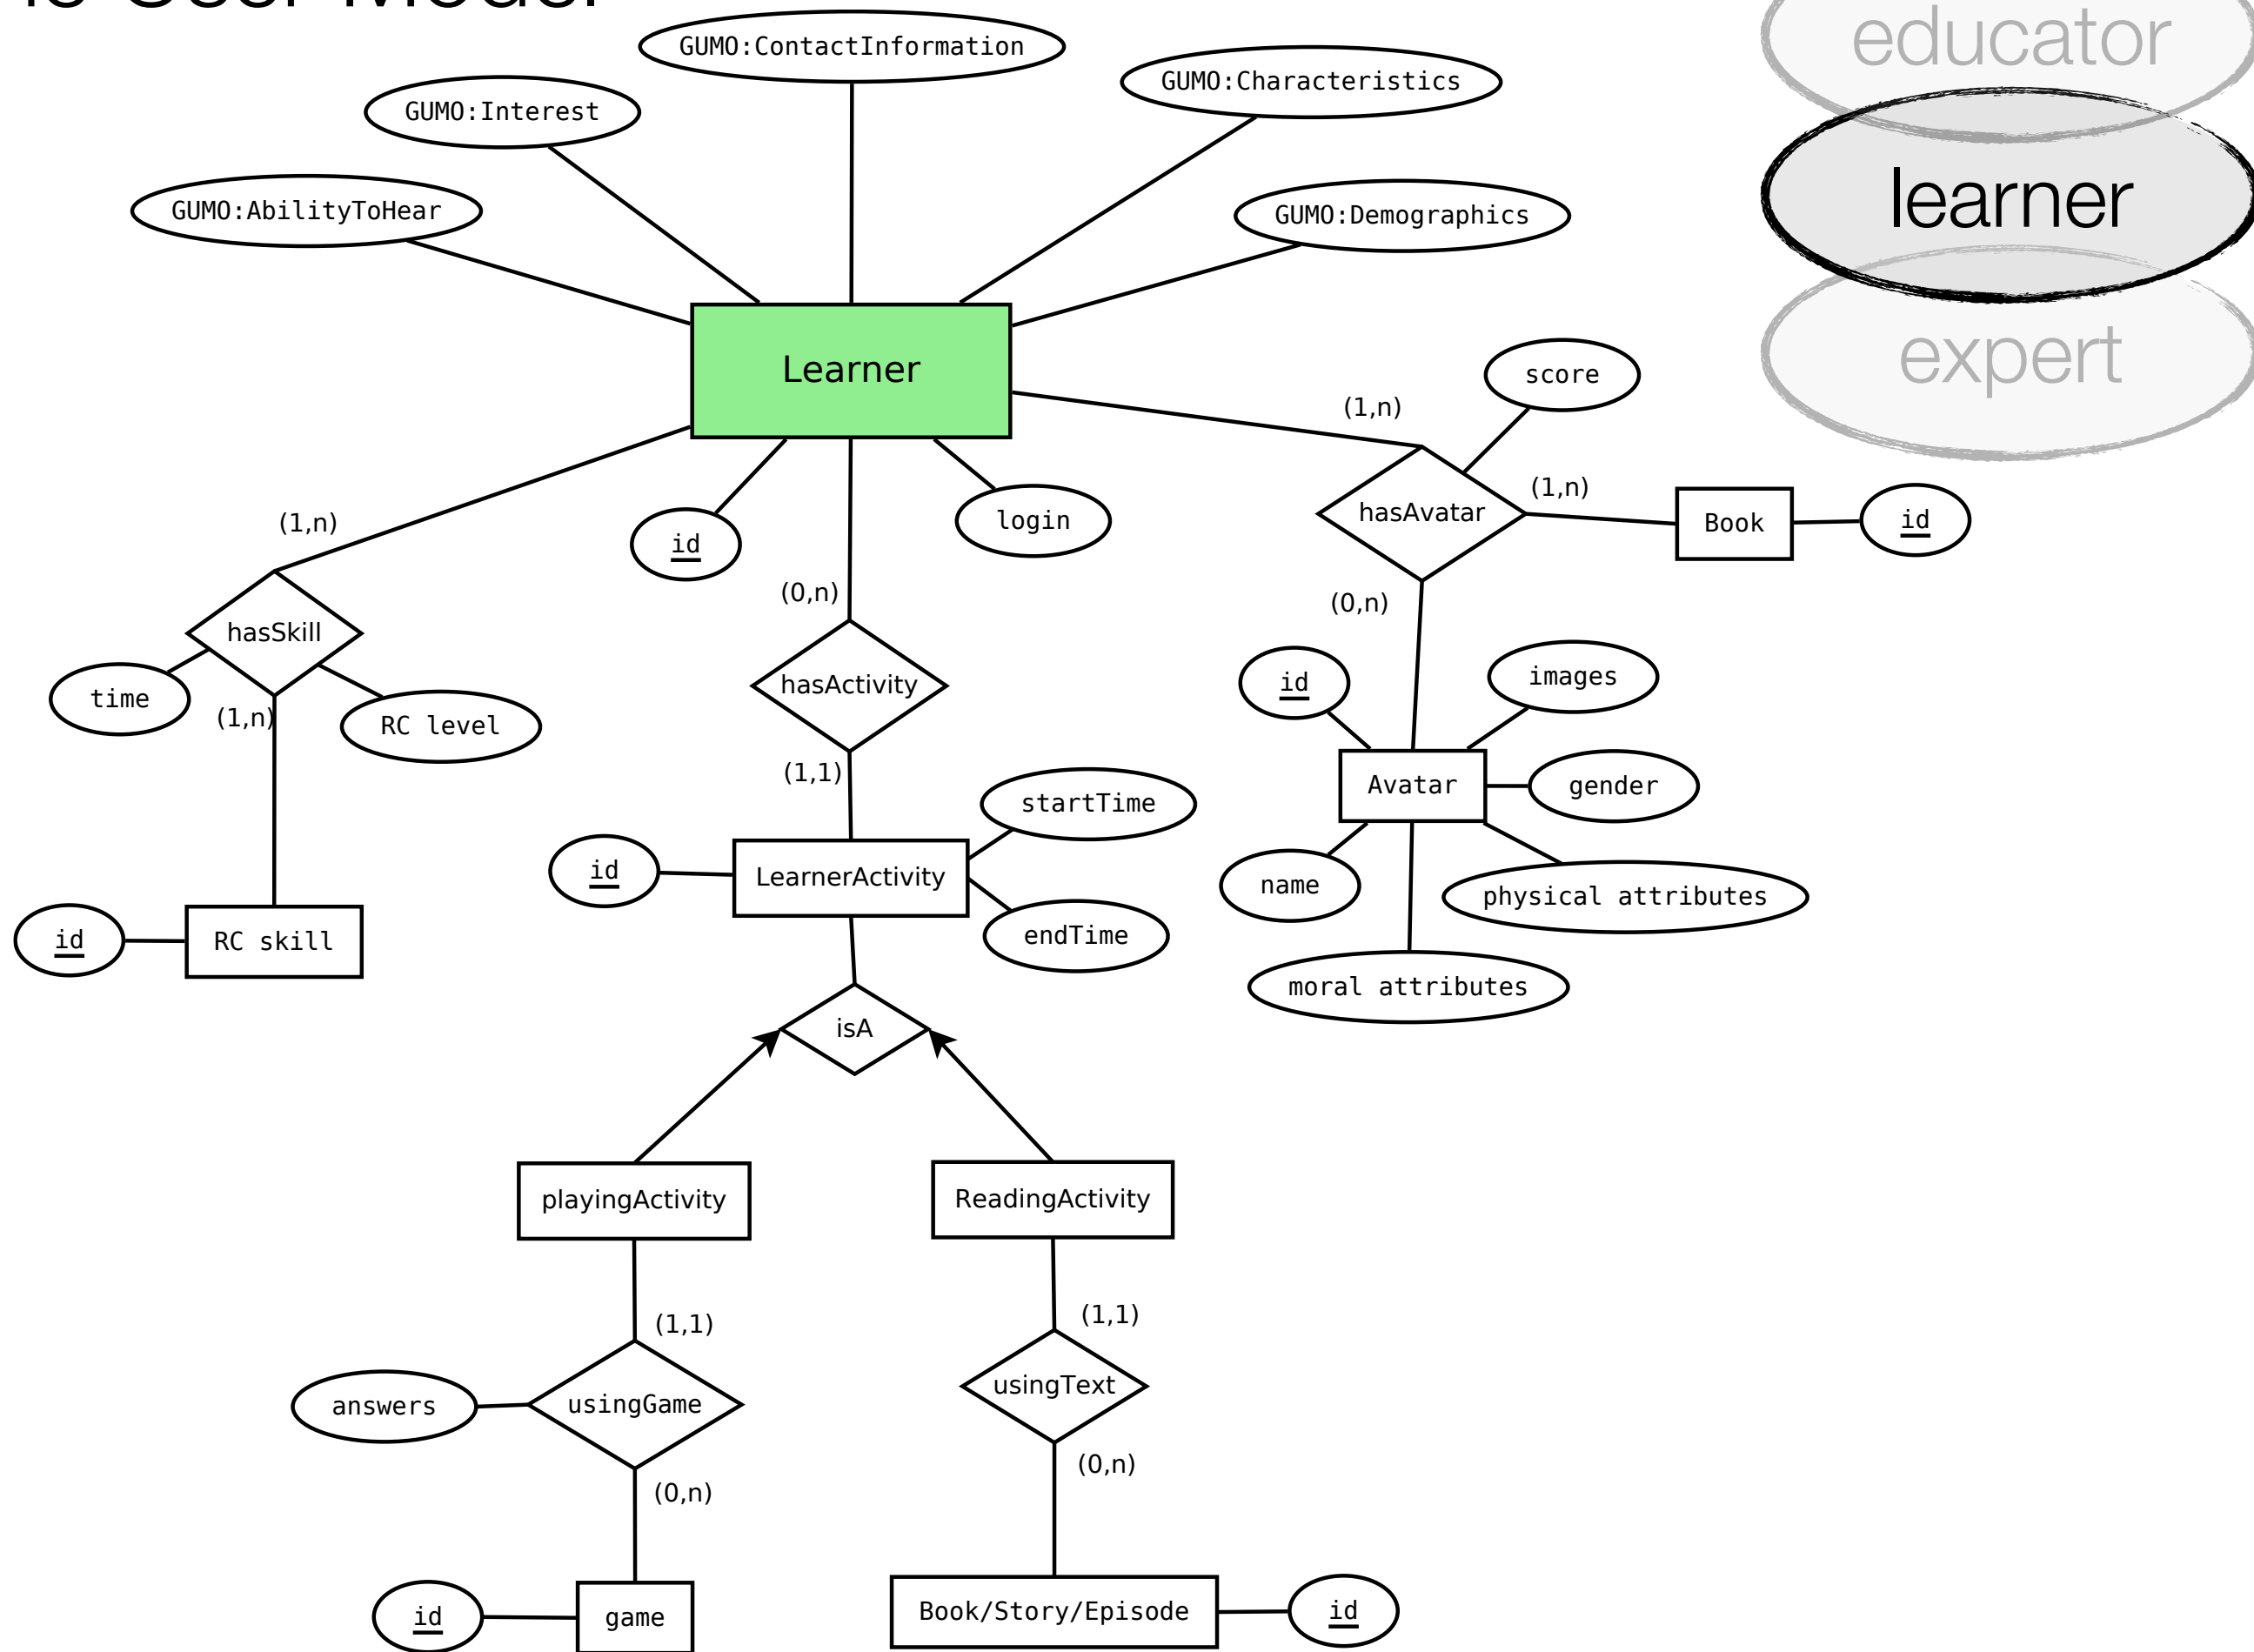 GUMO:ContactInformation
educator
GUMO:Characteristics
GUMO:Interest
learner
GUMO:AbilityToHear
GUMO:Demographics
expert
Learner
score
(1,n)
(1,n)
hasAvatar
Book
id
(1,n)
login
id
(0,n)
(0,n)
hasSkill
time
(1,n)
RC level
hasActivity
id
images
(1,1)
Avatar
gender
startTime
id
LearnerActivity
name
physical attributes
endTime
id
RC skill
moral attributes
isA
playingActivity
ReadingActivity
(1,1)
(1,1)
answers
usingGame
usingText
(0,n)
(0,n)
id
game
Book/Story/Episode
id